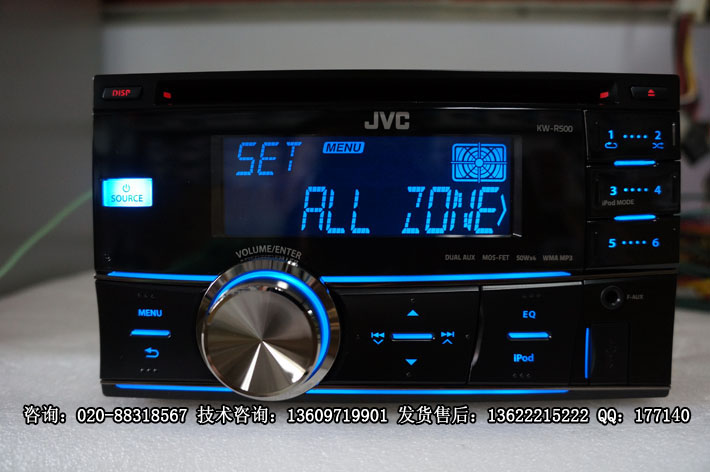 DISP
JVC
KW-R500
SET MENU
ALL ZONE
SOURCE
1 2
3 4
iPod MODE
5 6
VOLUME/ENTER
DUAL AUX MOS-FET 50W×4 WMA MP3
MENU
EQ
iPod
F-AUX
咨询：020-88318567 技术咨询：13609719901 发货售后：13622215222 QQ：177140